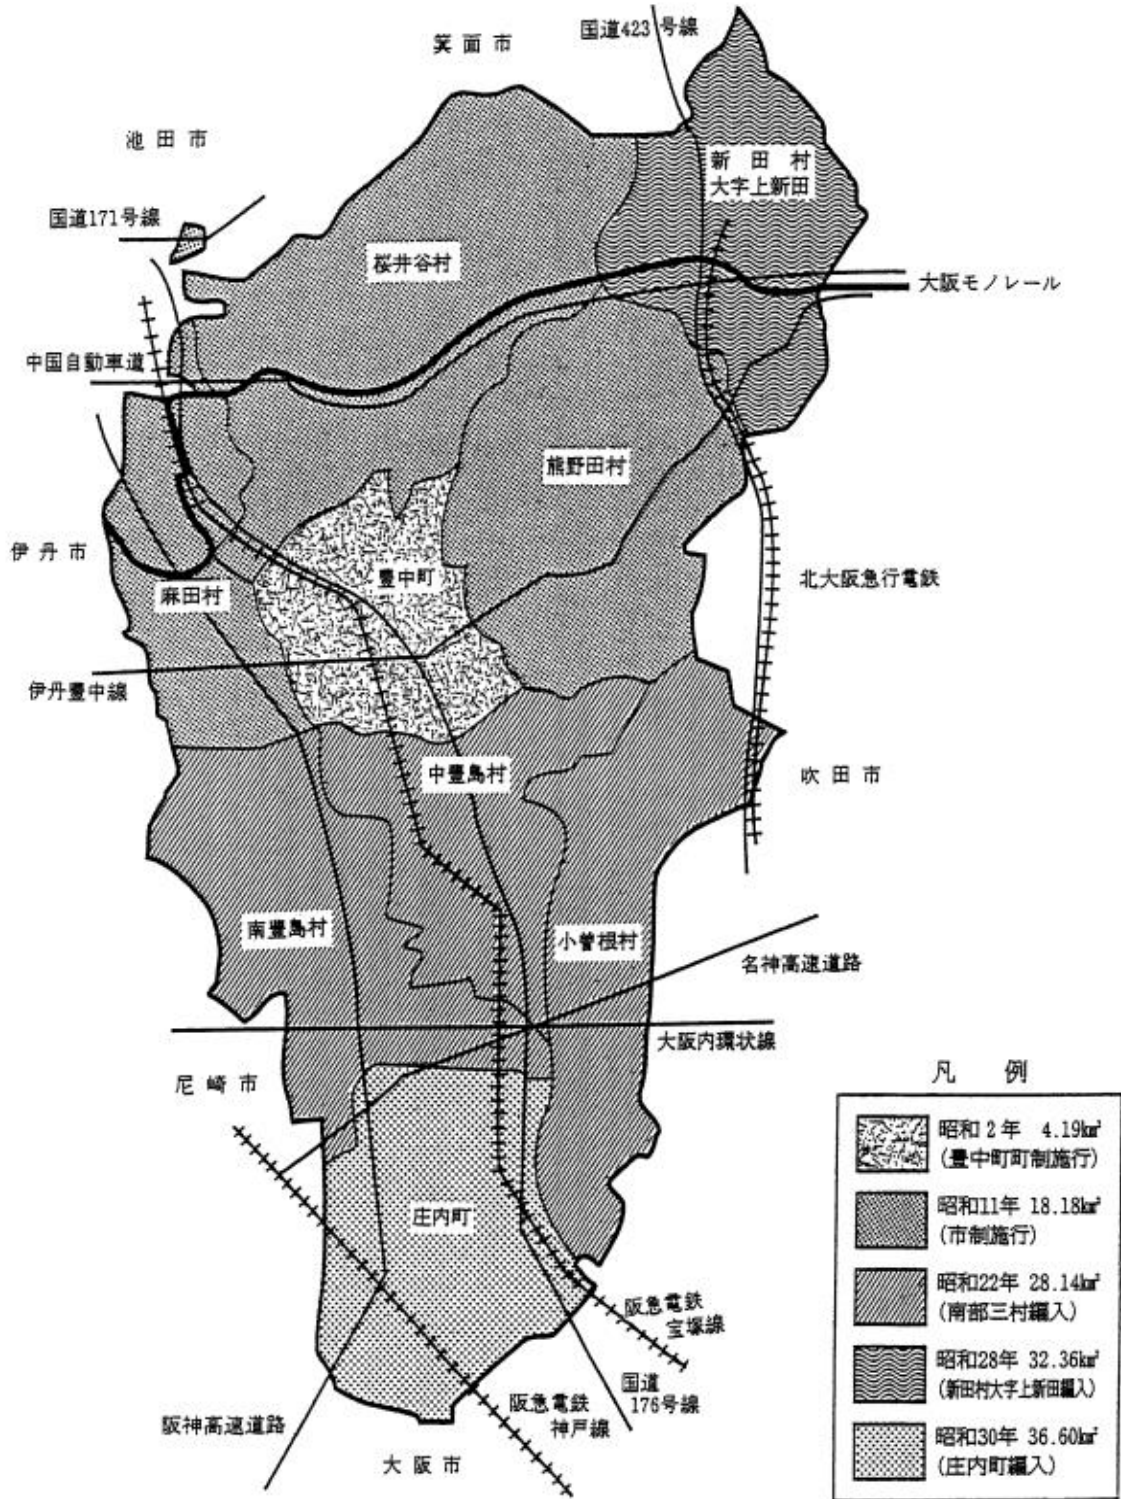 国道423号線
箕面市
池田市
新田村
大字上新田
国道171号線
桜井谷村
大阪モノレール
中国自動車道
熊野田村
伊丹市
豊中町
北大阪急行電鉄
麻田村
伊丹豊中線
中豊島村
吹田市
南豊島村
小曽根村
名神高速道路
大阪内環状線
尼崎市
庄内町
阪急電鉄
宝塚線
国道
176号線
阪急電鉄
神戸線
阪神高速道路
大阪市
凡例
昭和2年 4.19㎢
(豊中町町制施行)
昭和11年 18.18㎢
(市制施行)
昭和22年 28.14㎢
(南部三村編入)
昭和28年 32.36㎢
(新田村大字上新田編入)
昭和30年 36.60㎢
(庄内町編入)